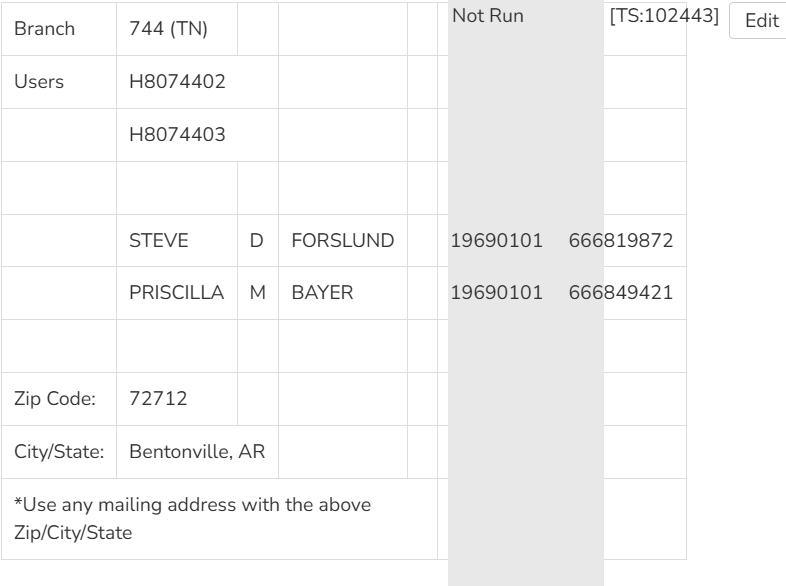 Not Run [TS:102443] Edit
Branch 744 (TN)
Users H8074402
H8074403
STEVE D FORSLUND 19690101 666819872
PRISCILLA M BAYER 19690101 666849421
Zip Code: 72712
City/State: Bentonville, AR
*Use any mailing address with the above
Zip/City/State